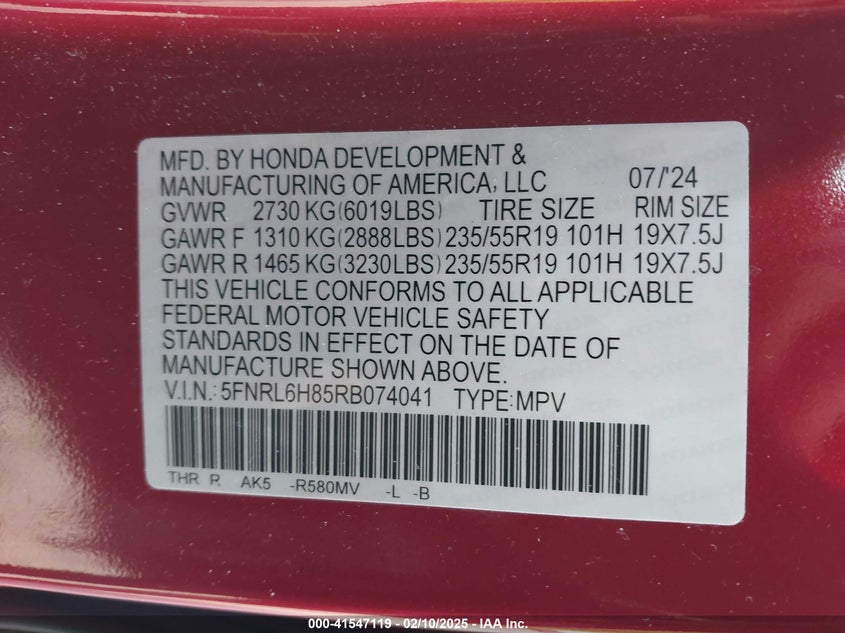 MFD. BY HONDA DEVELOPMENT &
MANUFACTURING OF AMERICA, LLC 07/'24
GVWR 2730 KG(6019LBS) TIRE SIZE RIM SIZE
GAWR F 1310 KG(2888LBS) 235/55R19 101H 19X7.5J
GAWR R 1465 KG(3230LBS) 235/55R19 101H 19X7.5J
THIS VEHICLE CONFORMS TO ALL APPLICABLE
FEDERAL MOTOR VEHICLE SAFETY
STANDARDS IN EFFECT ON THE DATE OF
MANUFACTURE SHOWN ABOVE.
V.I.N.: 5FNRL6H85RB074041 TYPE:MPV
THR R AK5 -R580MV -L -B
000-41547119 - 02/10/2025 - IAA Inc.